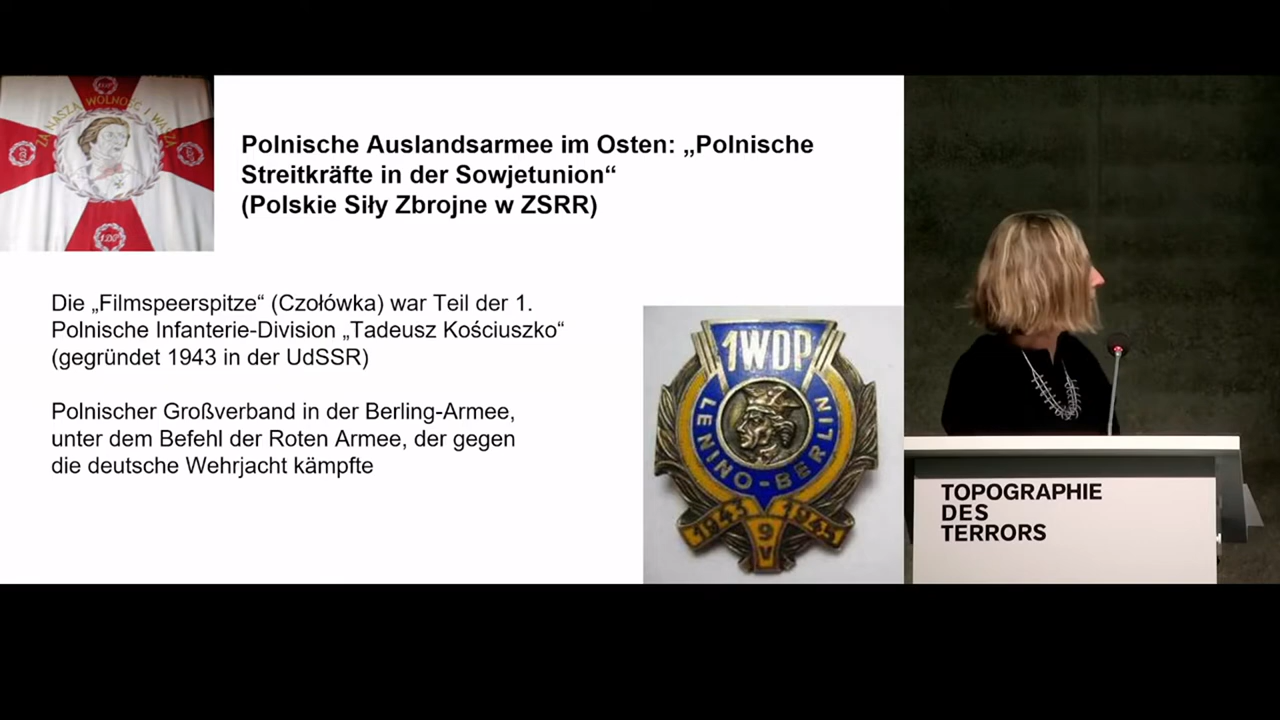 ZA NASZĄ WOLNOŚĆ I WASZĄ
Polnische Auslandsarmee im Osten: „Polnische
Streitkräfte in der Sowjetunion“
(Polskie Siły Zbrojne w ZSRR)
Die „Filmspeerspitze“ (Czołówka) war Teil der 1.
Polnische Infanterie-Division „Tadeusz Kościuszko“
(gegründet 1943 in der UdSSR)
Polnischer Großverband in der Berling-Armee,
unter dem Befehl der Roten Armee, der gegen
die deutsche Wehrjacht kämpfte
1WDP
LENINO-BERLIN
1943 1945
9
V
TOPOGRAPHIE
DES
TERRORS